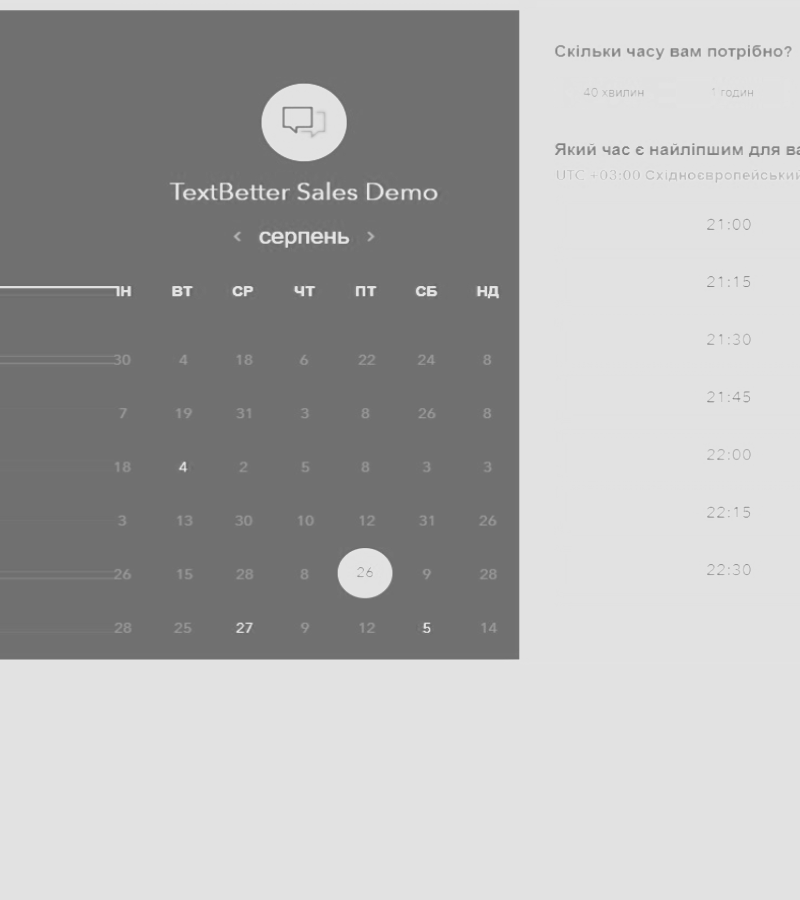 TextBetter Sales Demo
серпень
ПН ВТ СР ЧТ ПТ СБ НД
30 4 18 6 22 24 8
7 19 31 3 8 26 8
18 4 2 5 8 3 3
3 13 30 10 12 31 26
26 15 28 8 26 9 28
28 25 27 9 12 5 14
Скільки часу вам потрібно?
40 хвилин 1 годин
Який час є найліпшим для ва
UTC +03:00 Східноєвропейський
21:00
21:15
21:30
21:45
22:00
22:15
22:30